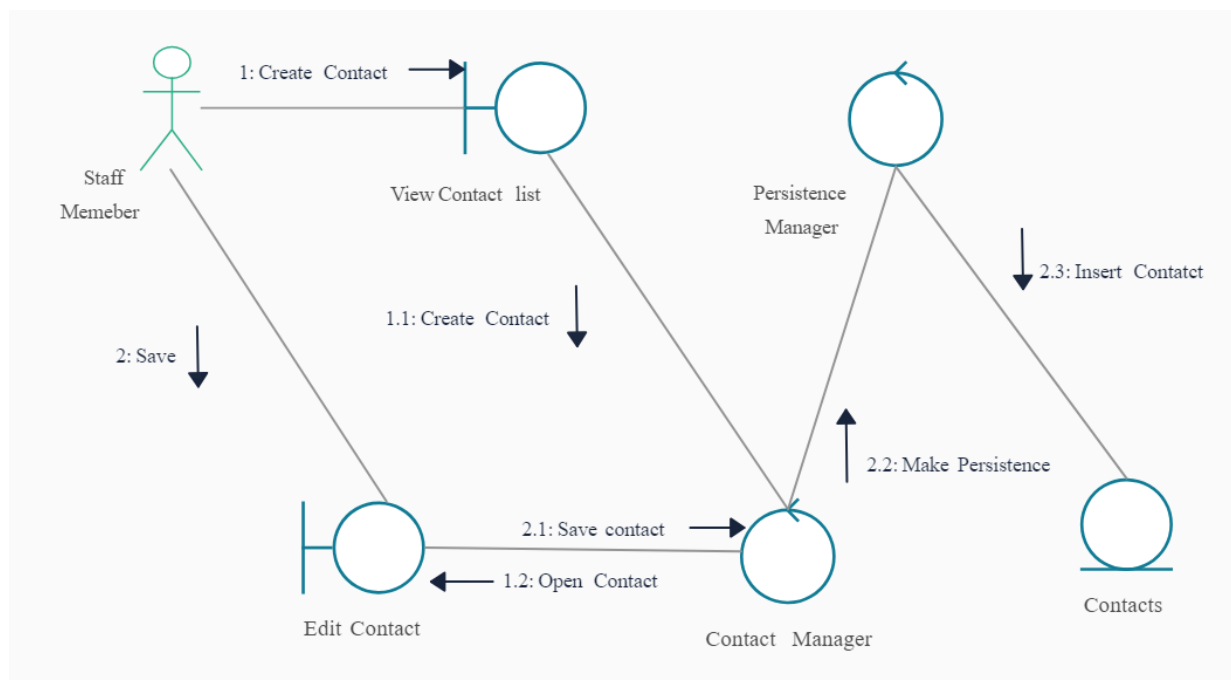 1: Create Contact
Staff
Memeber
View Contact list
Persistence
Manager
2.3: Insert Contatct
1.1: Create Contact
2: Save
2.2: Make Persistence
2.1: Save contact
1.2: Open Contact
Contacts
Edit Contact
Contact Manager